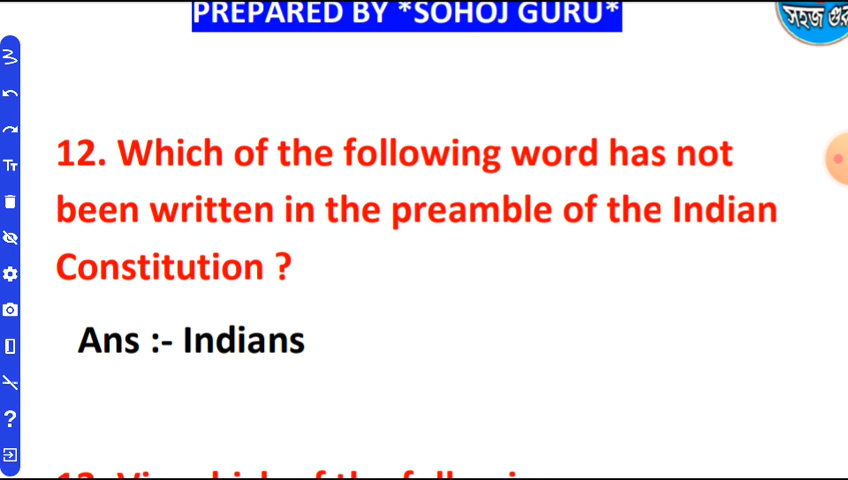 PREPARED BY *SOHOJ GURU*
সহজ গুরু
12. Which of the following word has not
been written in the preamble of the Indian
Constitution ?
Ans :- Indians